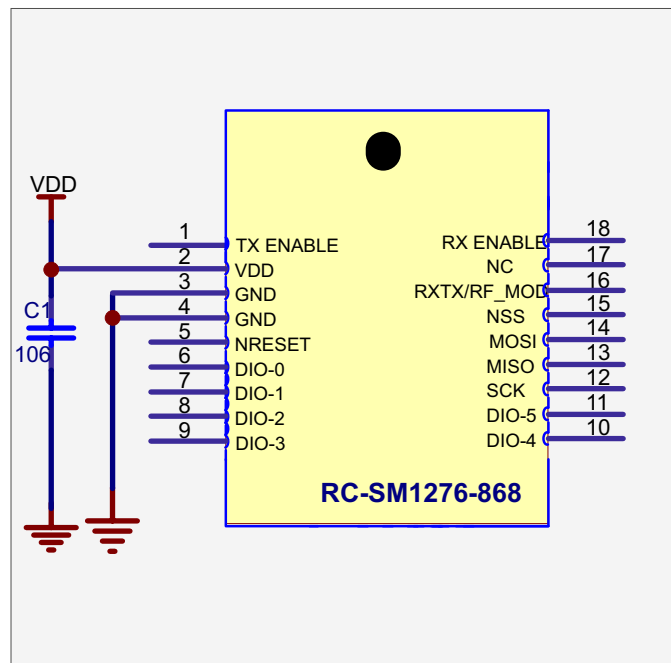 VDD
1 TX ENABLE
2 VDD
3 GND
4 GND
5 NRESET
6 DIO-0
7 DIO-1
8 DIO-2
9 DIO-3
C1
106
RX ENABLE 18
NC 17
RXTX/RF_MOD 16
NSS 15
MOSI 14
MISO 13
SCK 12
DIO-5 11
DIO-4 10
RC-SM1276-868